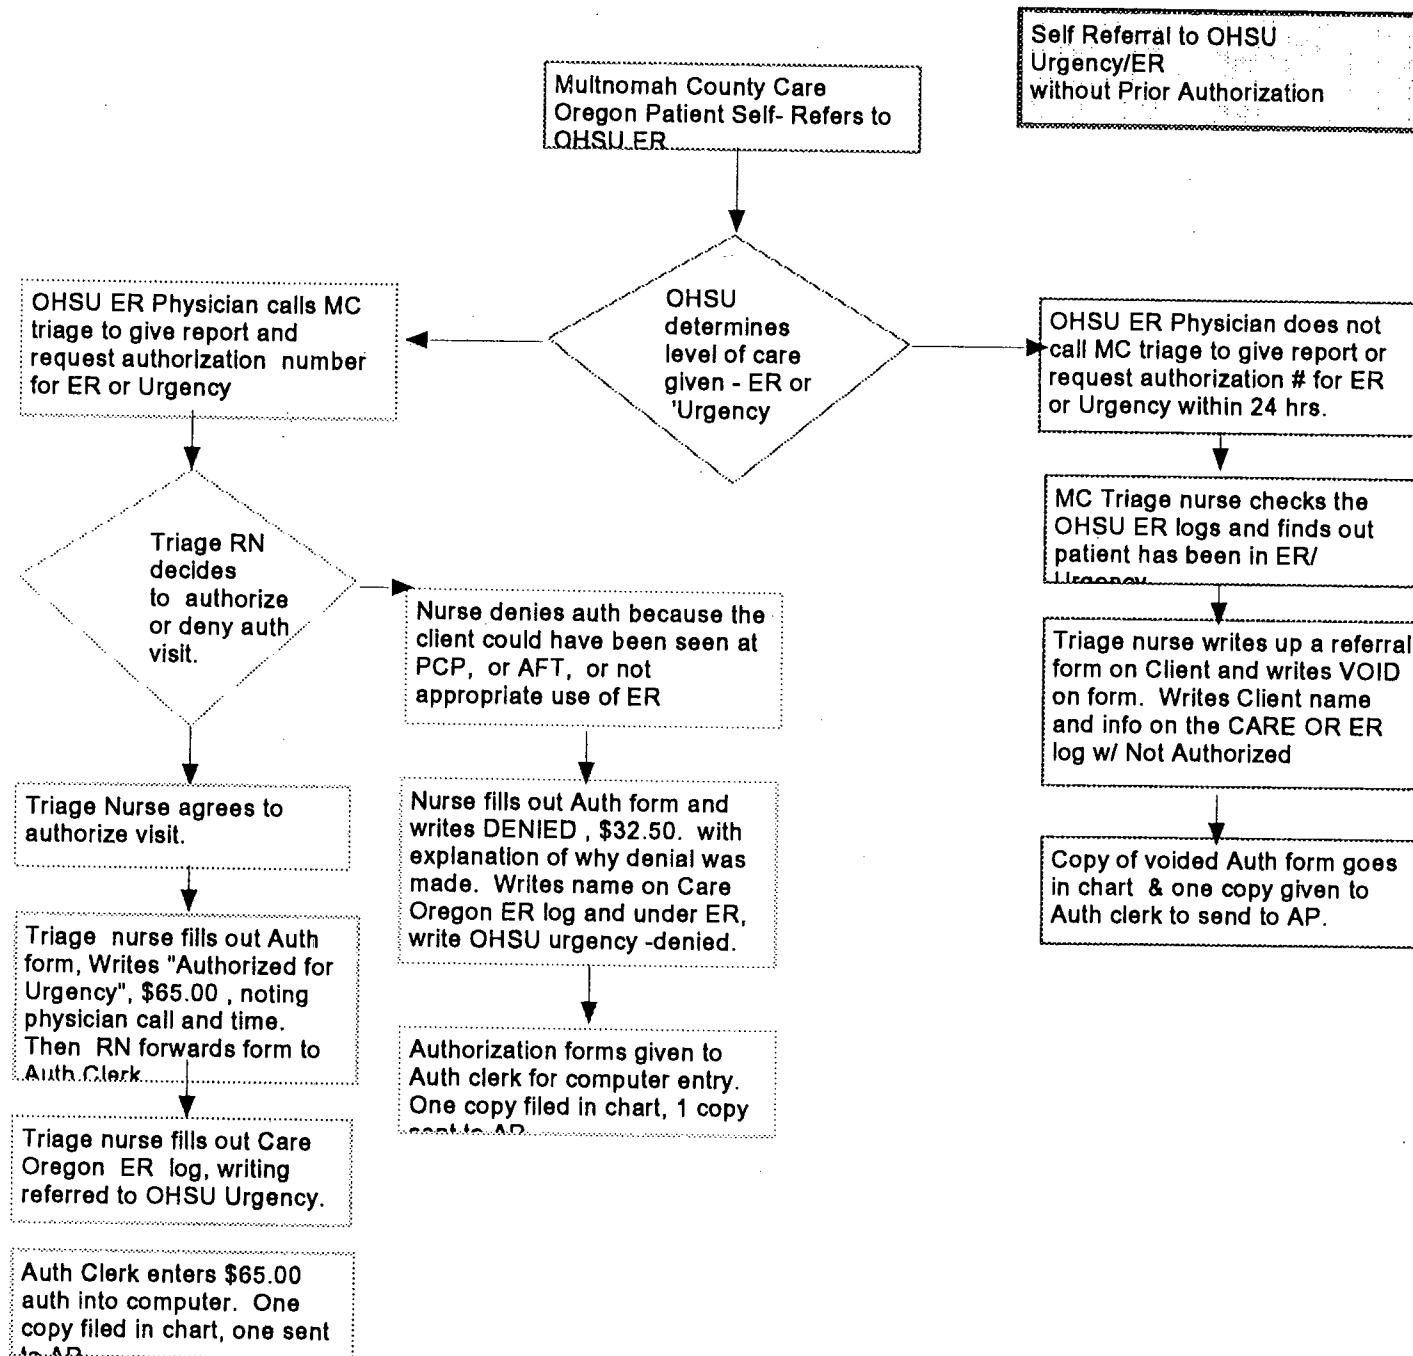 Self Referral to OHSU
Urgency/ER
without Prior Authorization
Multnomah County Care
Oregon Patient Self- Refers to
OHSU ER
OHSU
determines
level of care
given - ER or
'Urgency
OHSU ER Physician calls MC
triage to give report and
request authorization number
for ER or Urgency
OHSU ER Physician does not
call MC triage to give report or
request authorization # for ER
or Urgency within 24 hrs.
Triage RN
decides
to authorize
or deny auth
visit.
MC Triage nurse checks the
OHSU ER logs and finds out
patient has been in ER/
Urgency
Nurse denies auth because the
client could have been seen at
PCP, or AFT, or not
appropriate use of ER
Triage nurse writes up a referral
form on Client and writes VOID
on form. Writes Client name
and info on the CARE OR ER
log w/ Not Authorized
Triage Nurse agrees to
authorize visit.
Nurse fills out Auth form and
writes DENIED , $32.50. with
explanation of why denial was
made. Writes name on Care
Oregon ER log and under ER,
write OHSU urgency -denied.
Copy of voided Auth form goes
in chart & one copy given to
Auth clerk to send to AP.
Triage nurse fills out Auth
form, Writes "Authorized for
Urgency", $65.00 , noting
physician call and time.
Then RN forwards form to
Auth Clerk
Authorization forms given to
Auth clerk for computer entry.
One copy filed in chart, 1 copy
sent to AP
Triage nurse fills out Care
Oregon ER log, writing
referred to OHSU Urgency.
Auth Clerk enters $65.00
auth into computer. One
copy filed in chart, one sent
to AP